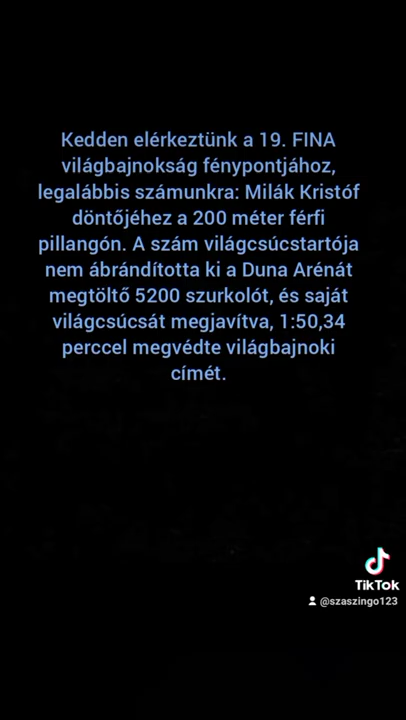 Kedden elérkeztünk a 19. FINA
világbajnokság fénypontjához,
legalábbis számunkra: Milák Kristóf
döntőjéhez a 200 méter férfi
pillangón. A szám világcsúcstartója
nem ábrándította ki a Duna Arénát
megtöltő 5200 szurkolót, és saját
világcsúcsát megjavítva, 1:50,34
perccel megvédte világbajnoki
címét.
TikTok
@szaszingo123